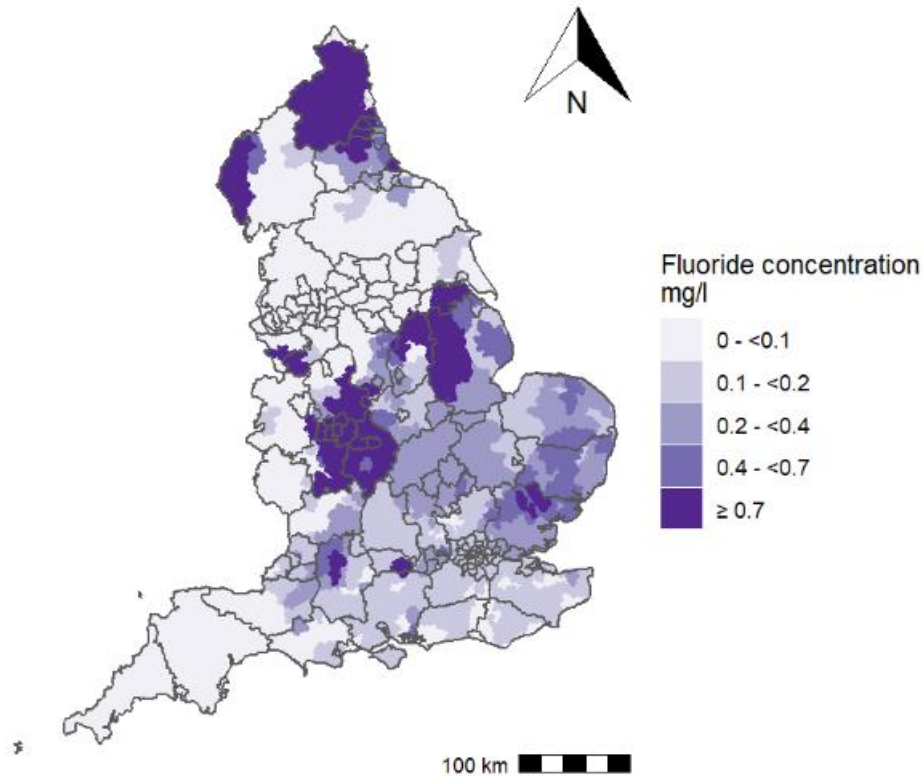 N
Fluoride concentration
mg/l
0 - <0.1
0.1 - <0.2
0.2 - <0.4
0.4 - <0.7
≥ 0.7
100 km